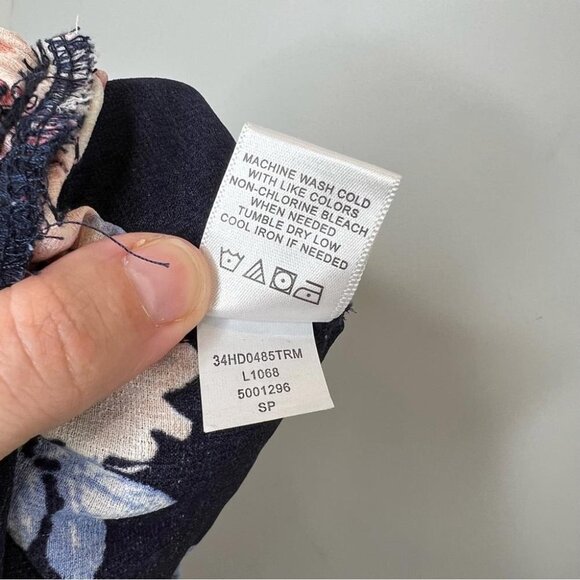 MACHINE WASH COLD
WITH LIKE COLORS
NON-CHLORINE BLEACH
WHEN NEEDED
TUMBLE DRY LOW
COOL IRON IF NEEDED
34HD0485TRM
L1068
5001296
SP